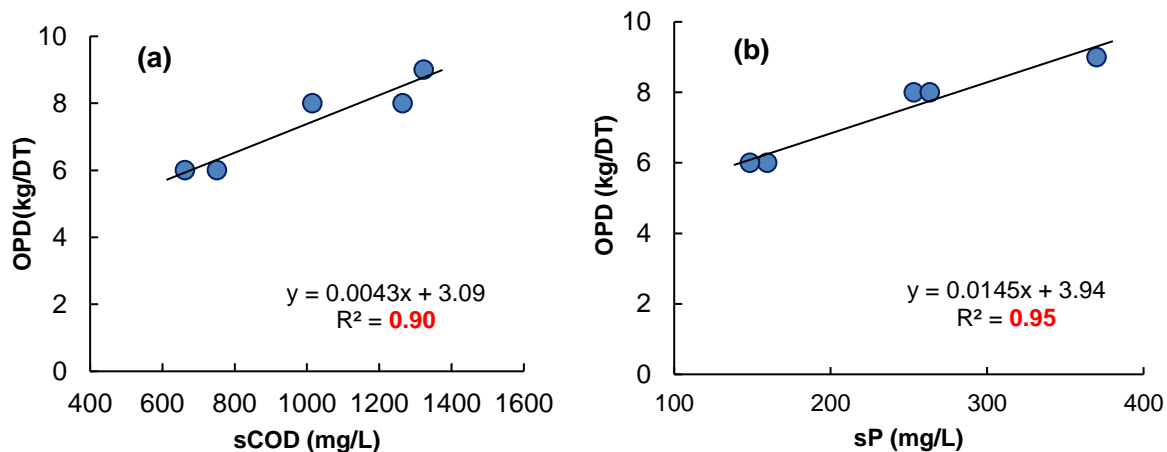 (a)
10
8
6
4
2
0
OPD(kg/DT)
y = 0.0043x + 3.09
R² = 0.90
400 600 800 1000 1200 1400 1600
sCOD (mg/L)
(b)
10
8
6
4
2
0
OPD (kg/DT)
y = 0.0145x + 3.94
R² = 0.95
100 200 300 400
sP (mg/L)